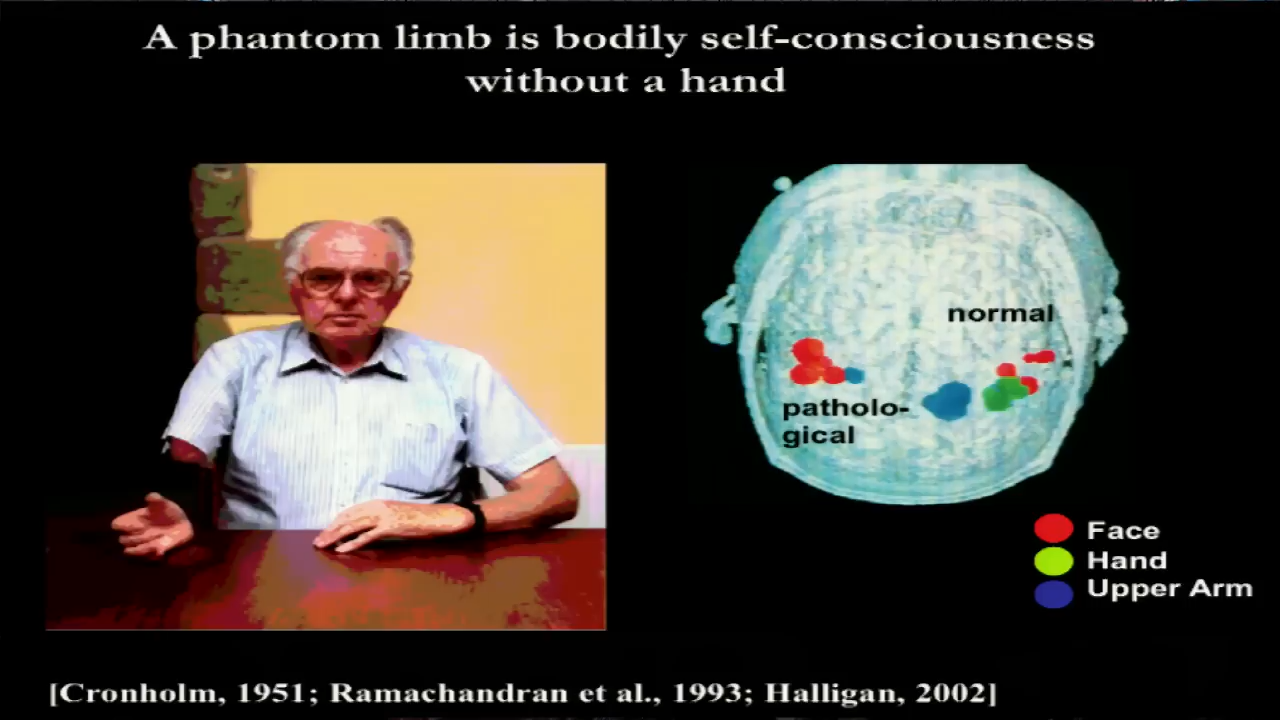 A phantom limb is bodily self-consciousness
without a hand
normal
patholo-
gical
Face
Hand
Upper Arm
[Cronholm, 1951; Ramachandran et al., 1993; Halligan, 2002]